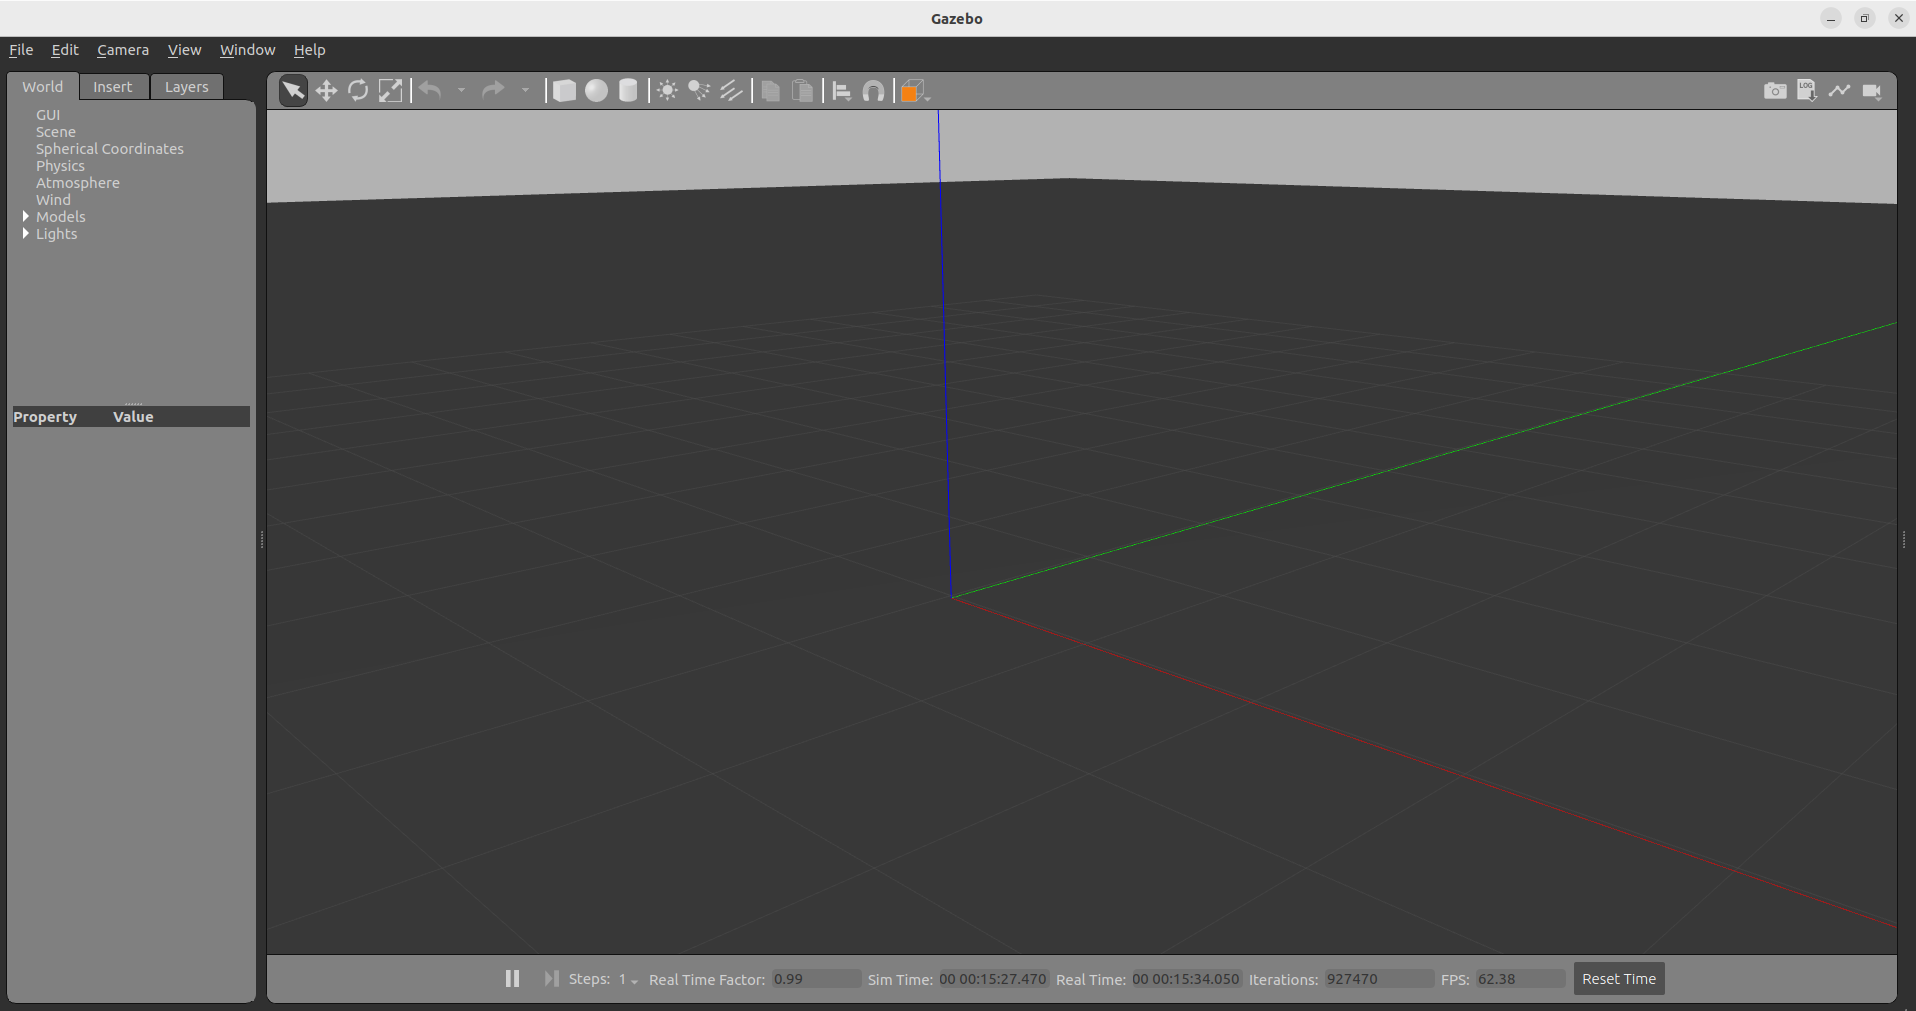 Gazebo
File Edit Camera View Window Help
World Insert Layers
LOG
GUI
Scene
Spherical Coordinates
Physics
Atmosphere
Wind
Models
Lights
Property Value
Steps: 1 Real Time Factor: 0.99 Sim Time: 00 00:15:27.470 Real Time: 00 00:15:34.050 Iterations: 927470 FPS: 62.38 Reset Time